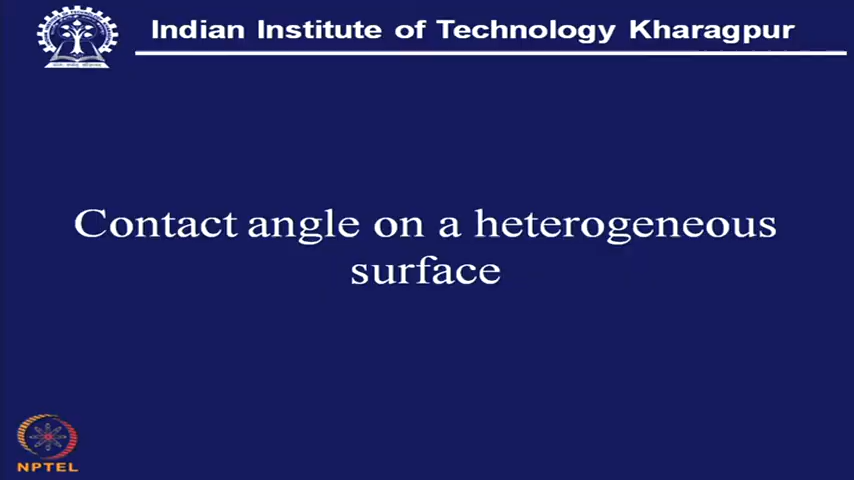 Indian Institute of Technology Kharagpur
Contact angle on a heterogeneous
surface
NPTEL